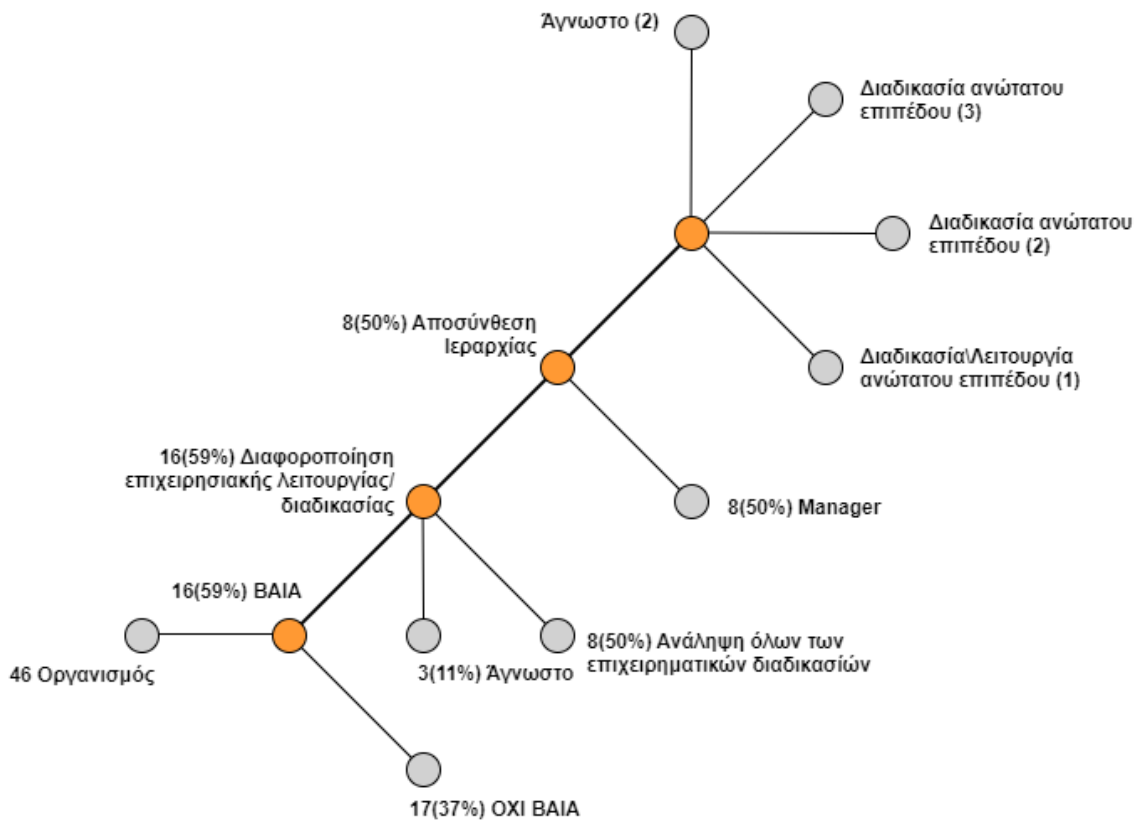 Άγνωστο (2)
Διαδικασία ανώτατου
επιπέδου (3)
Διαδικασία ανώτατου
επιπέδου (2)
8(50%) Αποσύνθεση
Ιεραρχίας
Διαδικασία\Λειτουργία
ανώτατου επιπέδου (1)
16(59%) Διαφοροποίηση
επιχειρησιακής λειτουργίας/
διαδικασίας
8(50%) Manager
16(59%) ΒΑΙΑ
46 Οργανισμός
3(11%) Άγνωστο
8(50%) Ανάληψη όλων των
επιχειρηματικών διαδικασίών
17(37%) ΟΧΙ ΒΑΙΑ